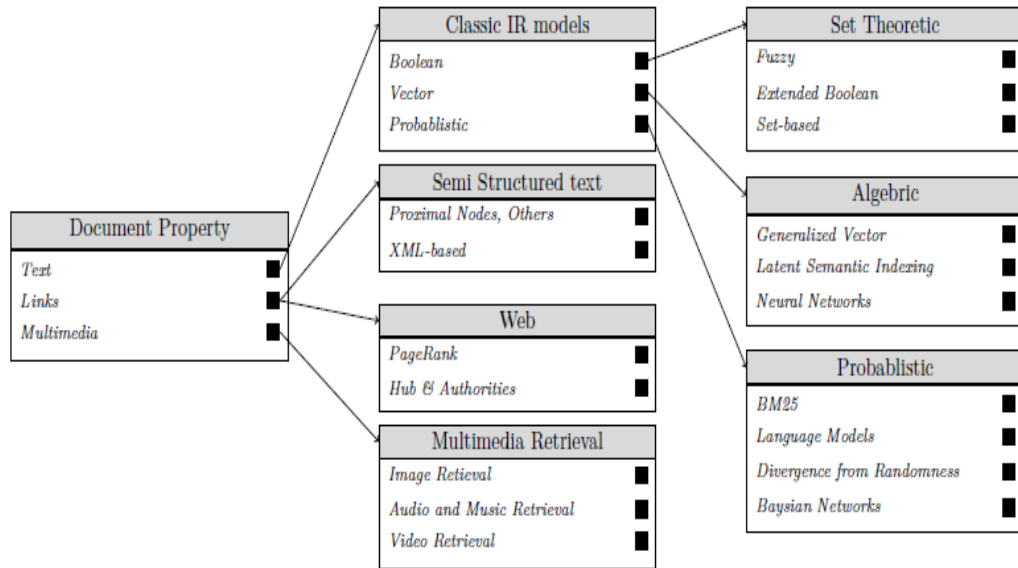 Document Property
Text
Links
Multimedia
Classic IR models
Boolean
Vector
Probablistic
Semi Structured text
Proximal Nodes, Others
XML-based
Web
PageRank
Hub & Authorities
Multimedia Retrieval
Image Retieval
Audio and Music Retrieval
Video Retrieval
Set Theoretic
Fuzzy
Extended Boolean
Set-based
Algebric
Generalized Vector
Latent Semantic Indexing
Neural Networks
Probablistic
BM25
Language Models
Divergence from Randomness
Baysian Networks